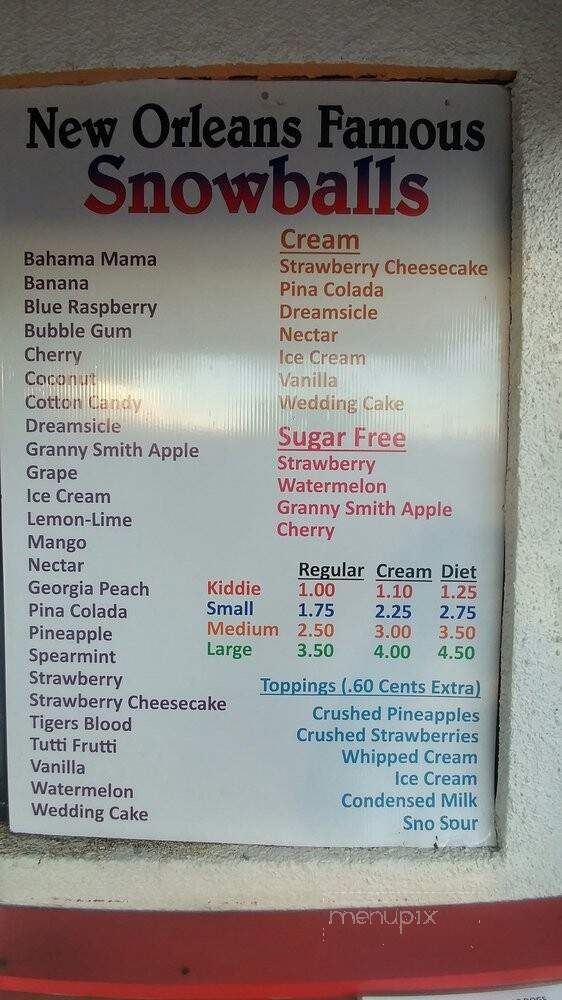 New Orleans Famous
Snowballs
Bahama Mama
Banana
Blue Raspberry
Bubble Gum
Cherry
Coconut
Cotton Candy
Dreamsicle
Granny Smith Apple
Grape
Ice Cream
Lemon-Lime
Mango
Nectar
Georgia Peach
Pina Colada
Pineapple
Spearmint
Strawberry
Strawberry Cheesecake
Tigers Blood
Tutti Frutti
Vanilla
Watermelon
Wedding Cake
Cream
Strawberry Cheesecake
Pina Colada
Dreamsicle
Nectar
Ice Cream
Vanilla
Wedding Cake
Sugar Free
Strawberry
Watermelon
Granny Smith Apple
Cherry
Regular Cream Diet
Kiddie 1.00 1.10 1.25
Small 1.75 2.25 2.75
Medium 2.50 3.00 3.50
Large 3.50 4.00 4.50
Toppings (.60 Cents Extra)
Crushed Pineapples
Crushed Strawberries
Whipped Cream
Ice Cream
Condensed Milk
Sno Sour
menupix